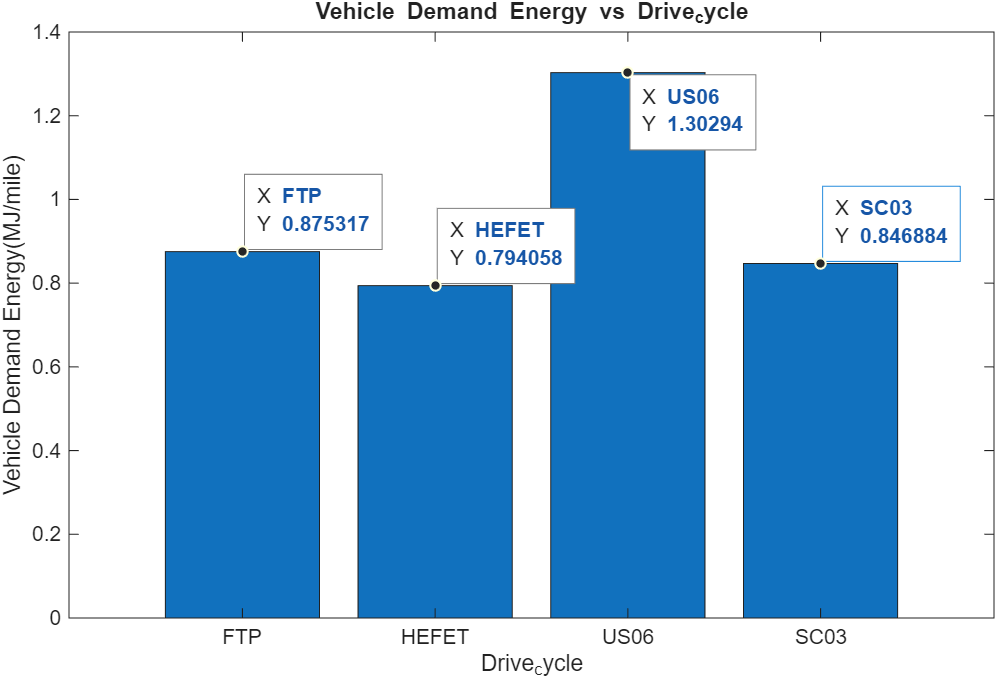 Vehicle Demand Energy vs Drivecycle
Vehicle Demand Energy(MJ/mile)
1.4
1.2
1
0.8
0.6
0.4
0.2
0
X US06
Y 1.30294
X FTP
Y 0.875317
X SC03
Y 0.846884
X HEFET
Y 0.794058
FTP HEFET US06 SC03
Drivecycle